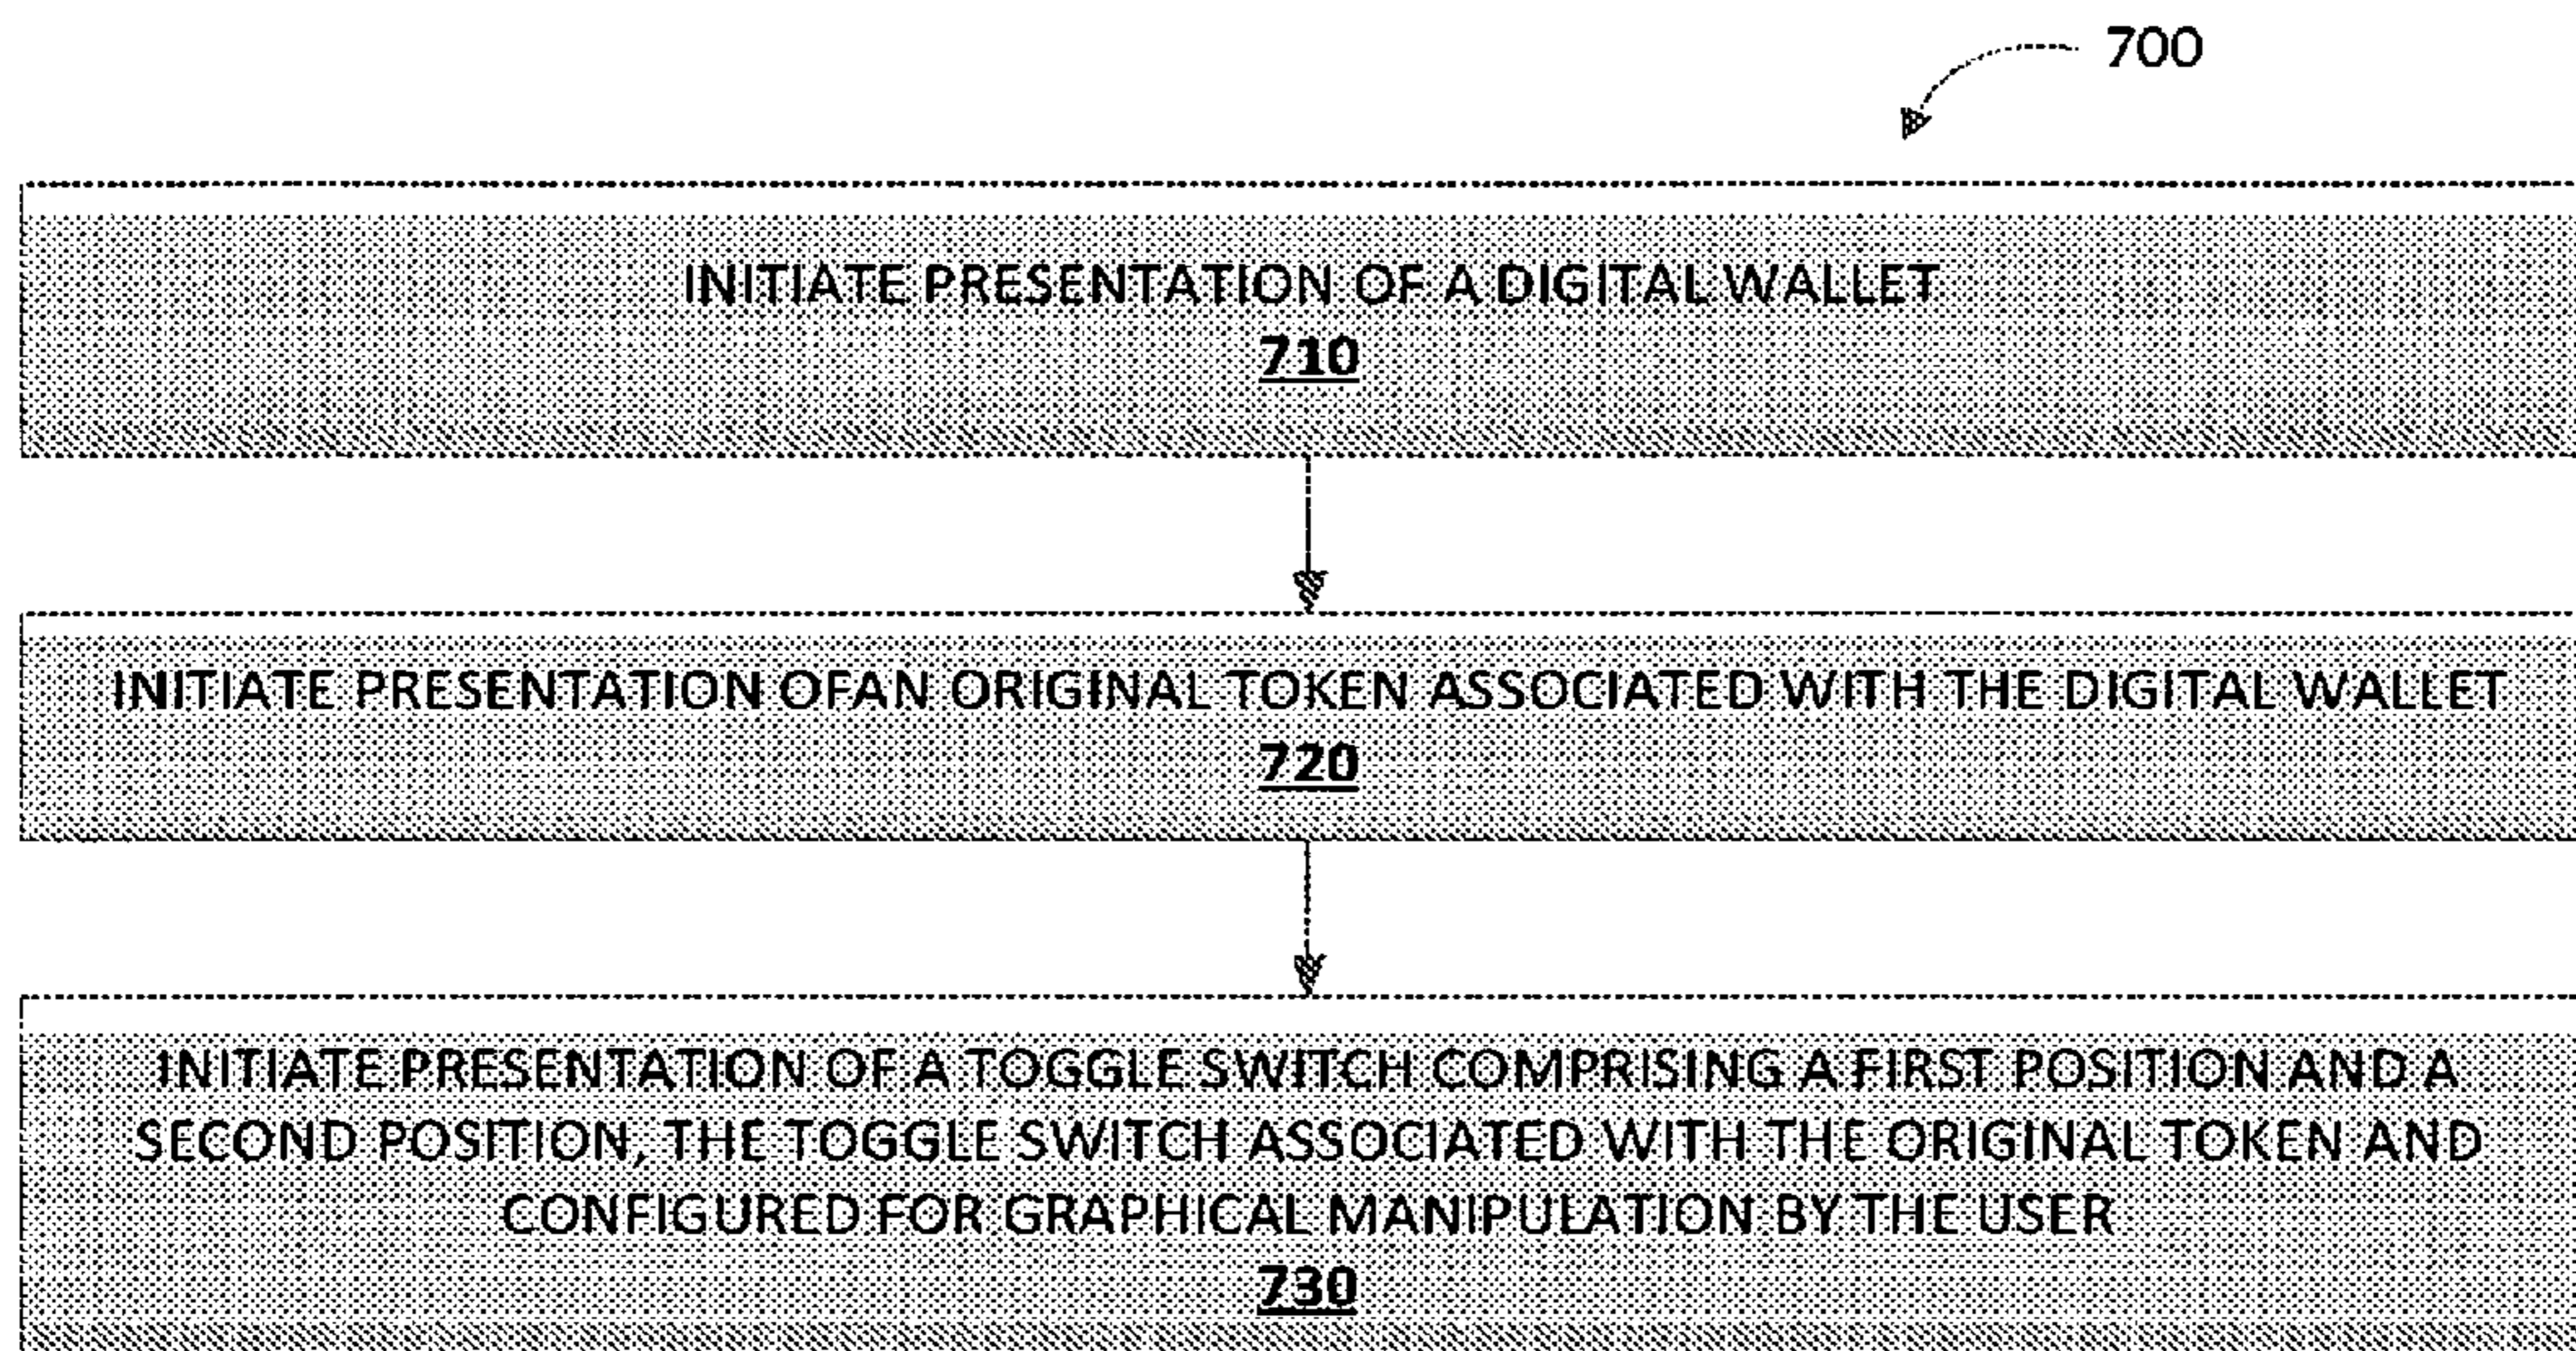 700
INITIATE PRESENTATION OF A DIGITAL WALLET
710
INITIATE PRESENTATION OFAN ORIGINAL TOKEN ASSOCIATED WITH THE DIGITAL WALLET
720
INITIATE PRESENTATION OF A TOGGLE SWITCH COMPRISING A FIRST POSITION AND A
SECOND POSITION, THE TOGGLE SWITCH ASSOCIATED WITH THE ORIGINAL TOKEN AND
CONFIGURED FOR GRAPHICAL MANIPULATION BY THE USER
730